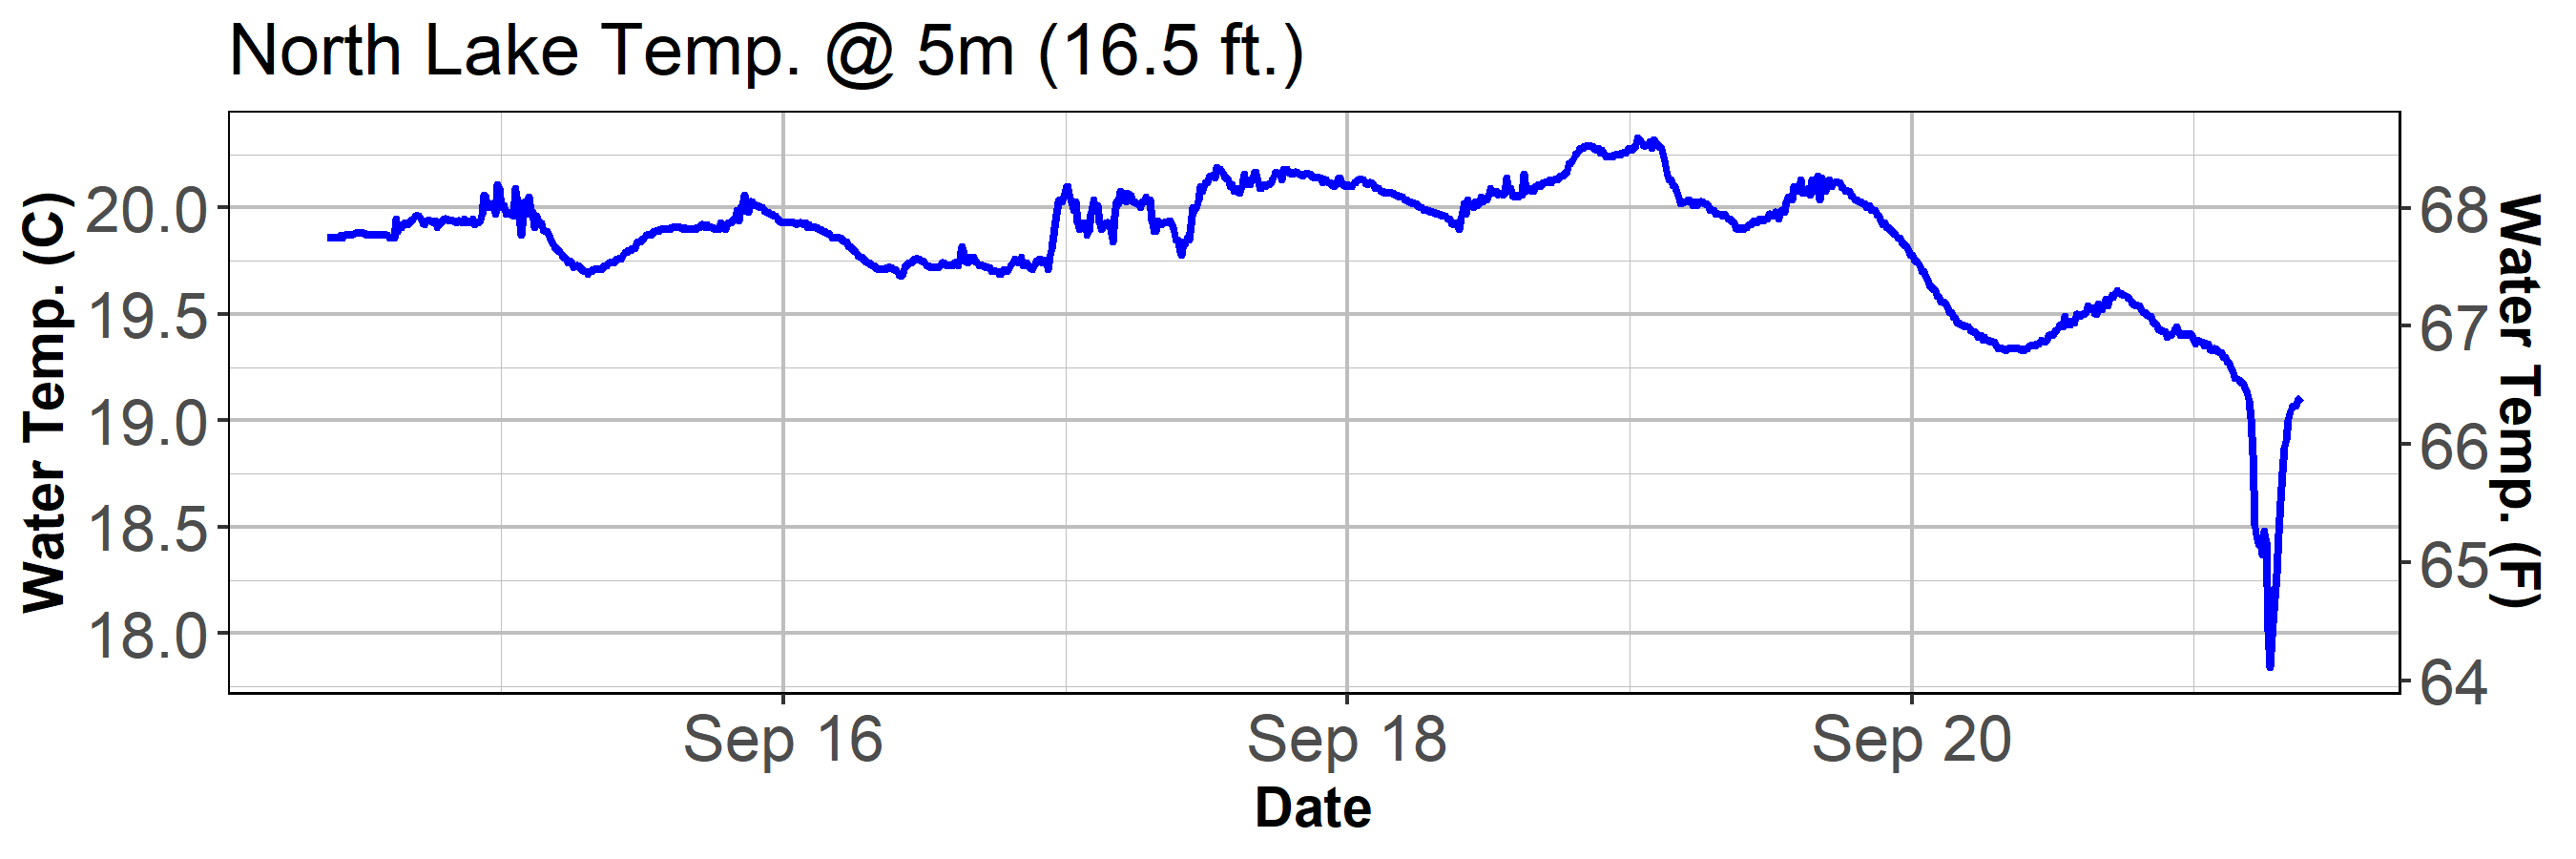 North Lake Temp. @ 5m (16.5 ft.)
Water Temp. (C)
20.0
19.5
19.0
18.5
18.0
68
67
66
65
64
Water Temp. (F)
Sep 16 Sep 18 Sep 20
Date